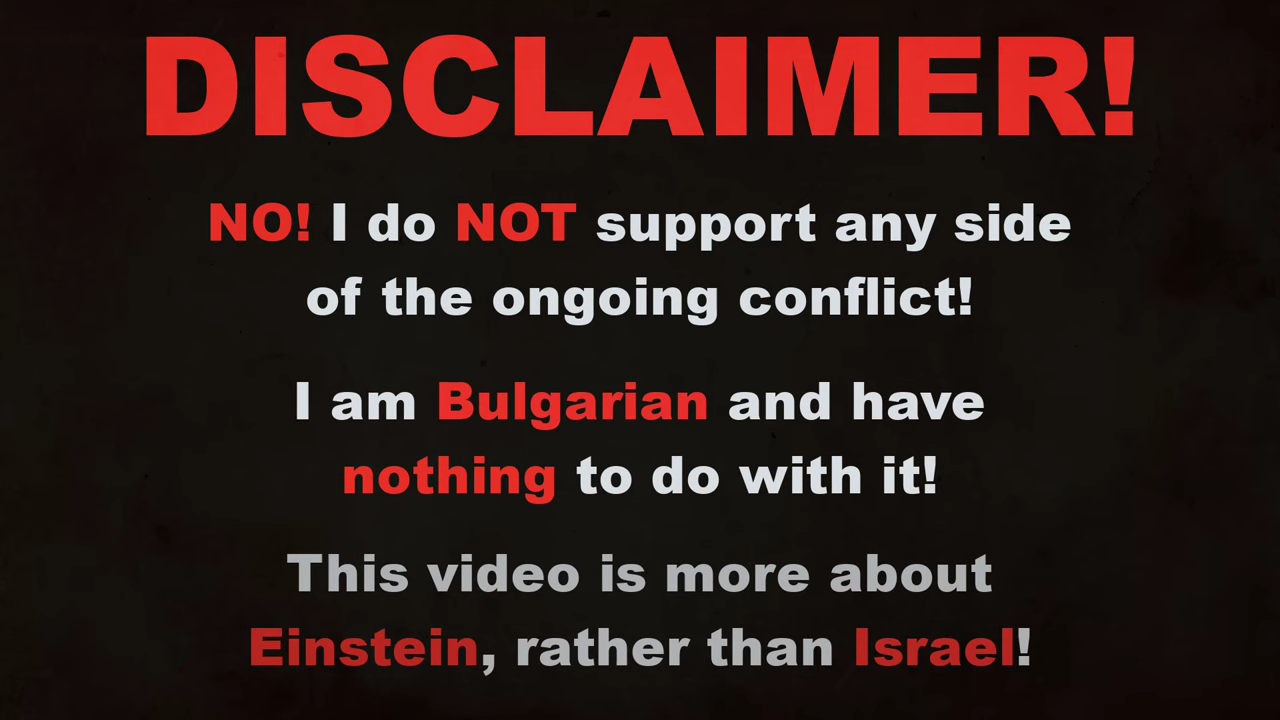 DISCLAIMER!
NO! I do NOT support any side
of the ongoing conflict!
I am Bulgarian and have
nothing to do with it!
This video is more about
Einstein, rather than Israel!